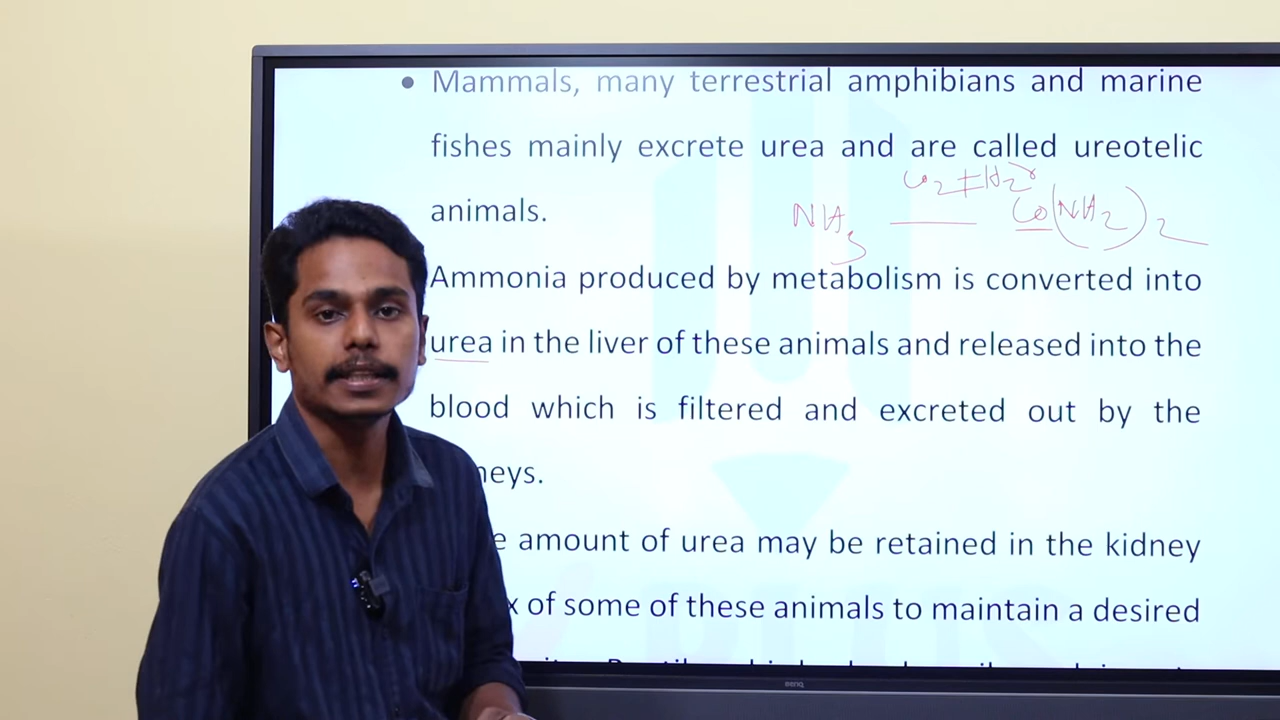 • Mammals, many terrestrial amphibians and marine
fishes mainly excrete urea and are called ureotelic
animals.
NH3 CO(NH2)2
Ammonia produced by metabolism is converted into
urea in the liver of these animals and released into the
blood which is filtered and excreted out by the
neys.
e amount of urea may be retained in the kidney
x of some of these animals to maintain a desired
BenQ